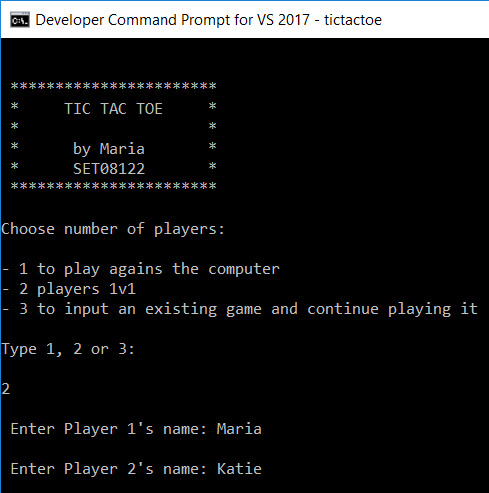 Developer Command Prompt for VS 2017 - tictactoe
***********************
*     TIC TAC TOE     *
*                     *
*      by Maria       *
*      SET08122       *
***********************
Choose number of players:
- 1 to play agains the computer
- 2 players 1v1
- 3 to input an existing game and continue playing it
Type 1, 2 or 3:
2
Enter Player 1's name: Maria
Enter Player 2's name: Katie